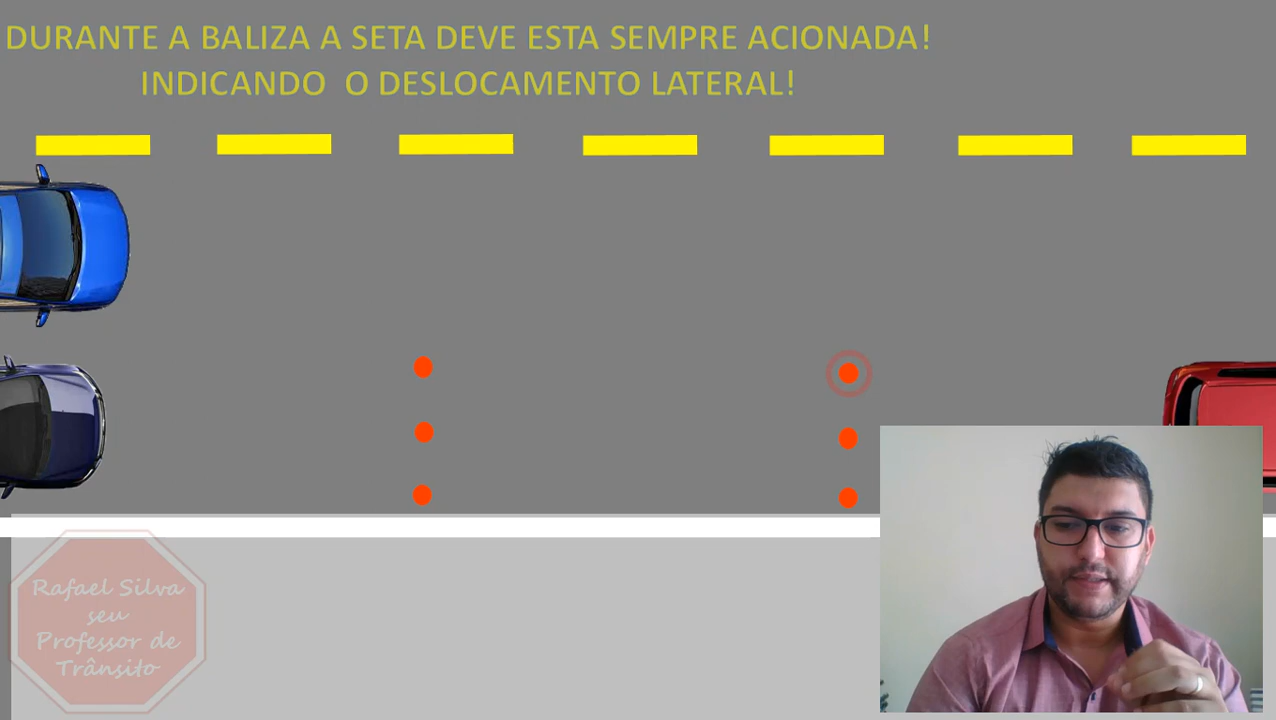 DURANTE A BALIZA A SETA DEVE ESTA SEMPRE ACIONADA!
INDICANDO O DESLOCAMENTO LATERAL!
Rafael Silva
seu
Professor de
Trânsito